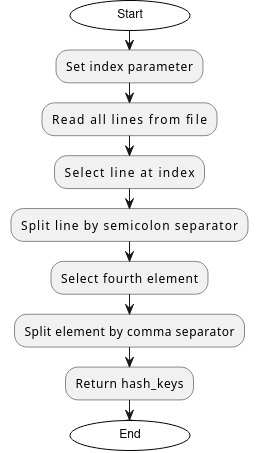 Start
Set index parameter
Read all lines from file
Select line at index
Split line by semicolon separator
Select fourth element
Split element by comma separator
Return hash_keys
End